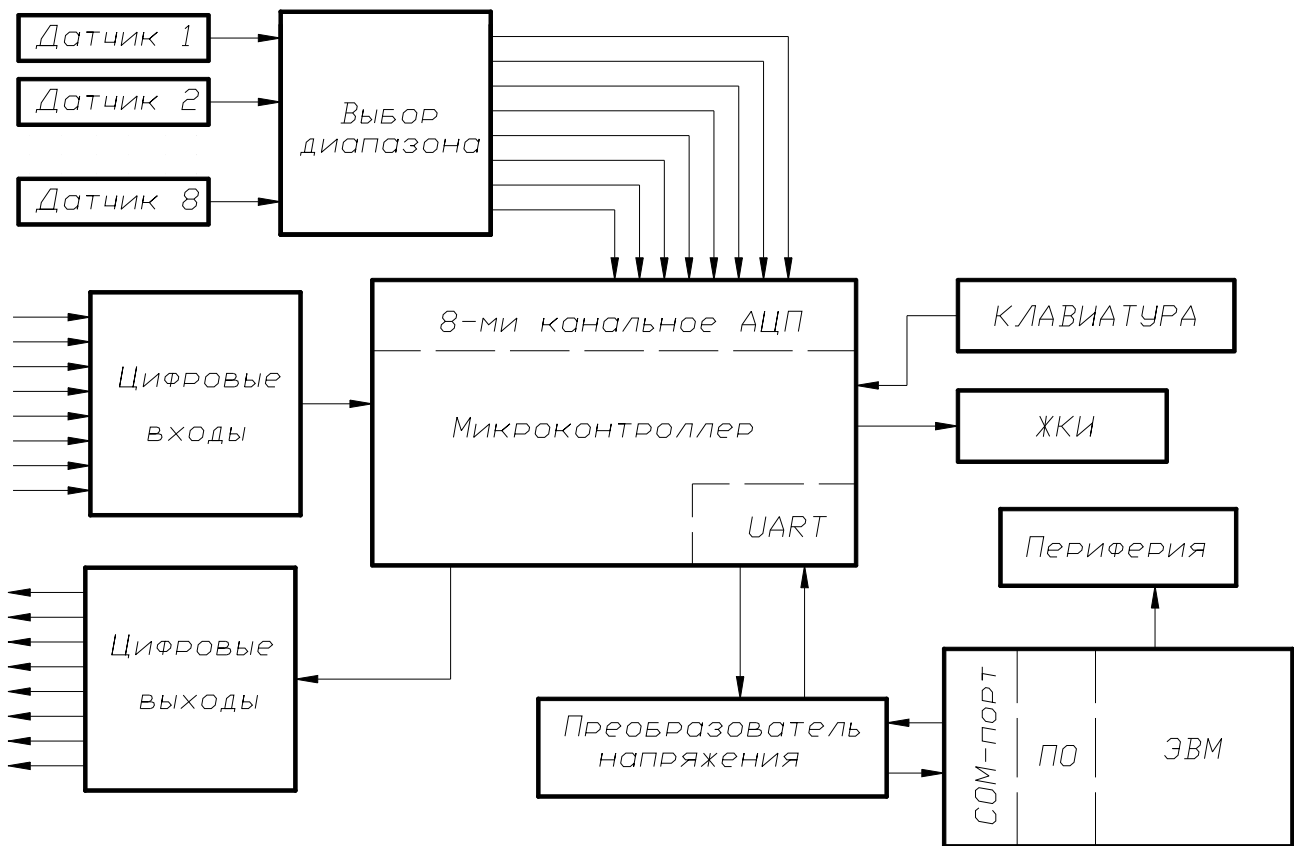 Датчик 1
Датчик 2
Датчик 8
Выбор
диапазона
8-ми канальное АЦП
Микроконтроллер
UART
КЛАВИАТУРА
ЖКИ
Цифровые
входы
Цифровые
выходы
Периферия
Преобразователь
напряжения
COM-порт
ПО
ЭВМ